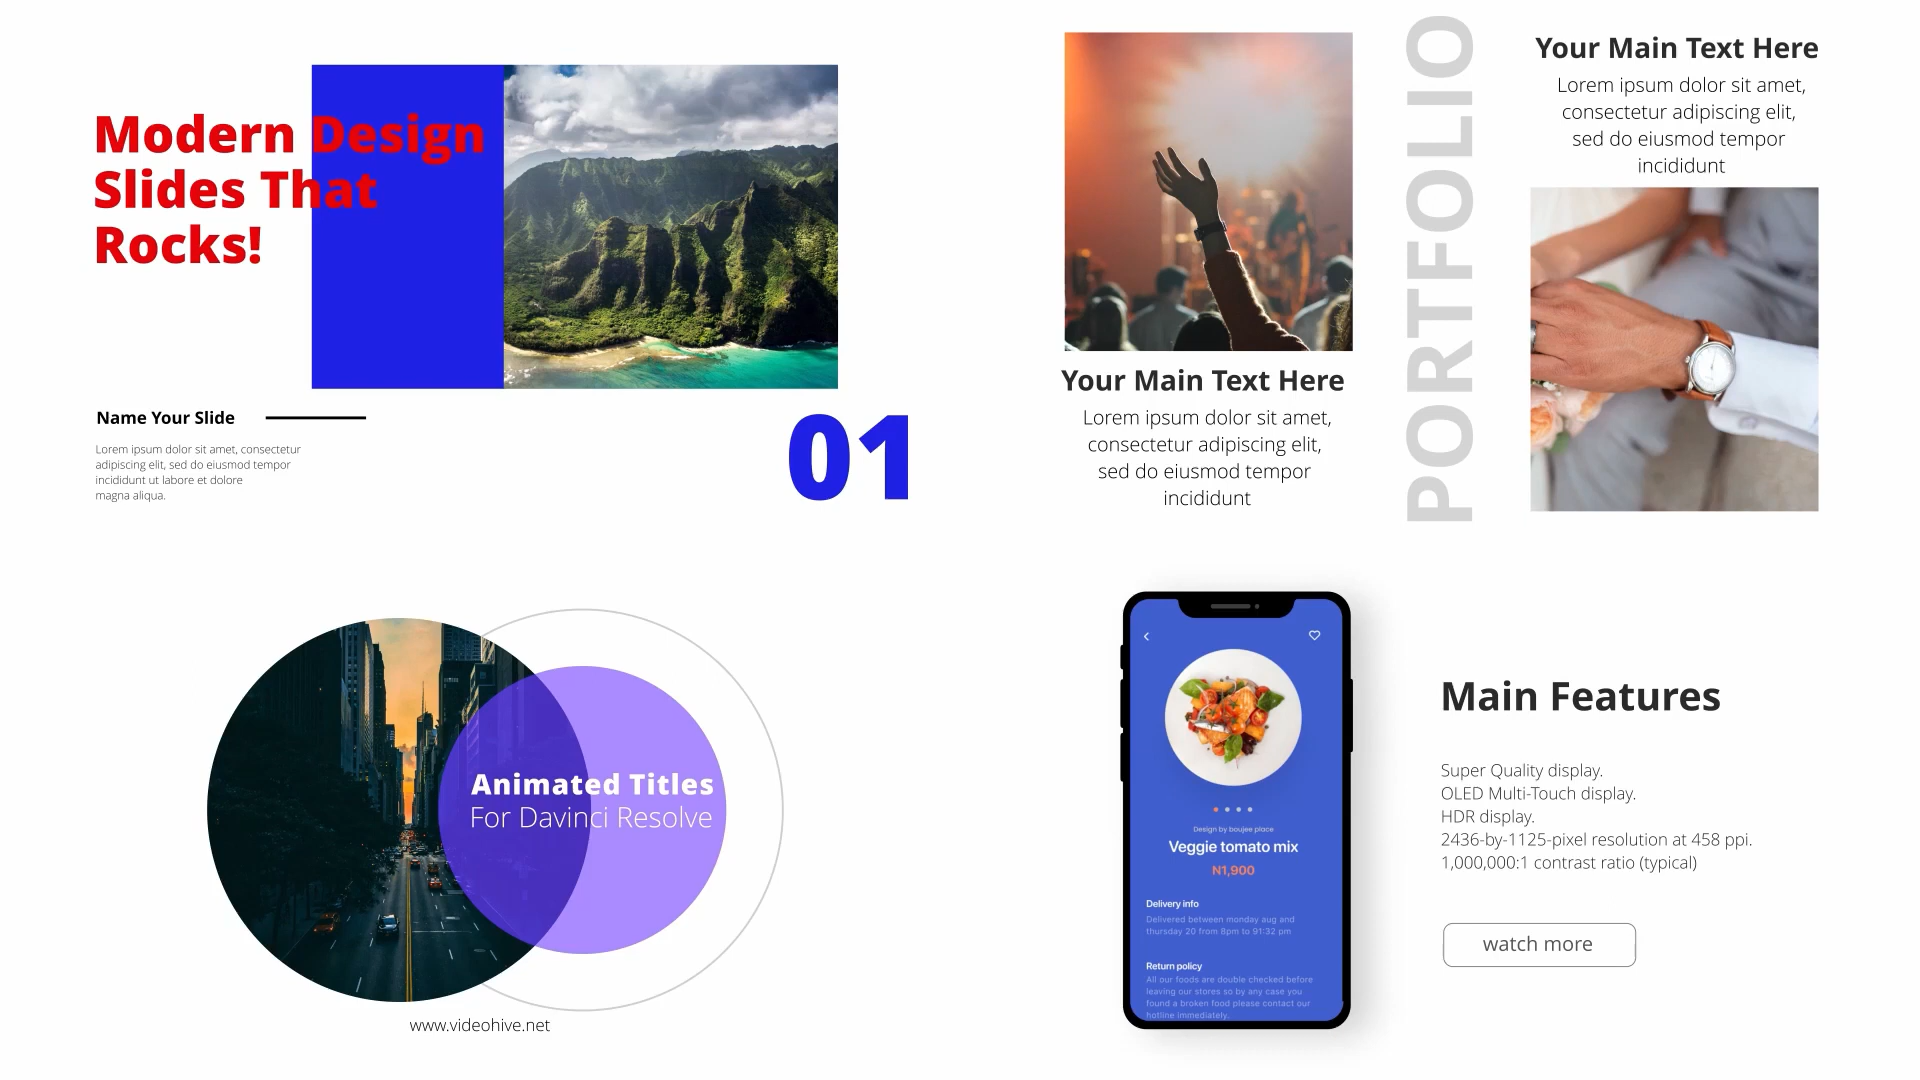 Modern Design
Slides That
Rocks!
Name Your Slide
Lorem ipsum dolor sit amet, consectetur
adipiscing elit, sed do eiusmod tempor
incididunt ut labore et dolore
magna aliqua.
01
Your Main Text Here
Lorem ipsum dolor sit amet,
consectetur adipiscing elit,
sed do eiusmod tempor
incididunt
PORTFOLIO
Your Main Text Here
Lorem ipsum dolor sit amet,
consectetur adipiscing elit,
sed do eiusmod tempor
incididunt
Animated Titles
For Davinci Resolve
www.videohive.net
Design by boujee place
Veggie tomato mix
N1,900
Delivery info
Delivered between monday aug and
thursday 20 from 8pm to 91:32 pm
Return policy
All our foods are double checked before
leaving our stores so by any case you
found a broken food please contact our
hotline immediately.
Main Features
Super Quality display.
OLED Multi-Touch display.
HDR display.
2436-by-1125-pixel resolution at 458 ppi.
1,000,000:1 contrast ratio (typical)
watch more